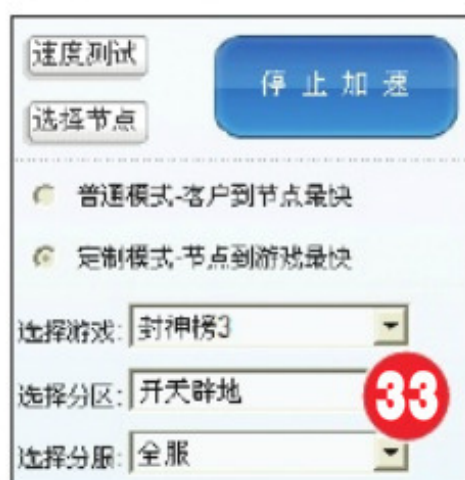 速度测试
停止加速
选择节点
普通模式-客户到节点最快
定制模式-节点到游戏最快
选择游戏: 封神榜3
选择分区: 开天辟地
33
选择分服: 全服